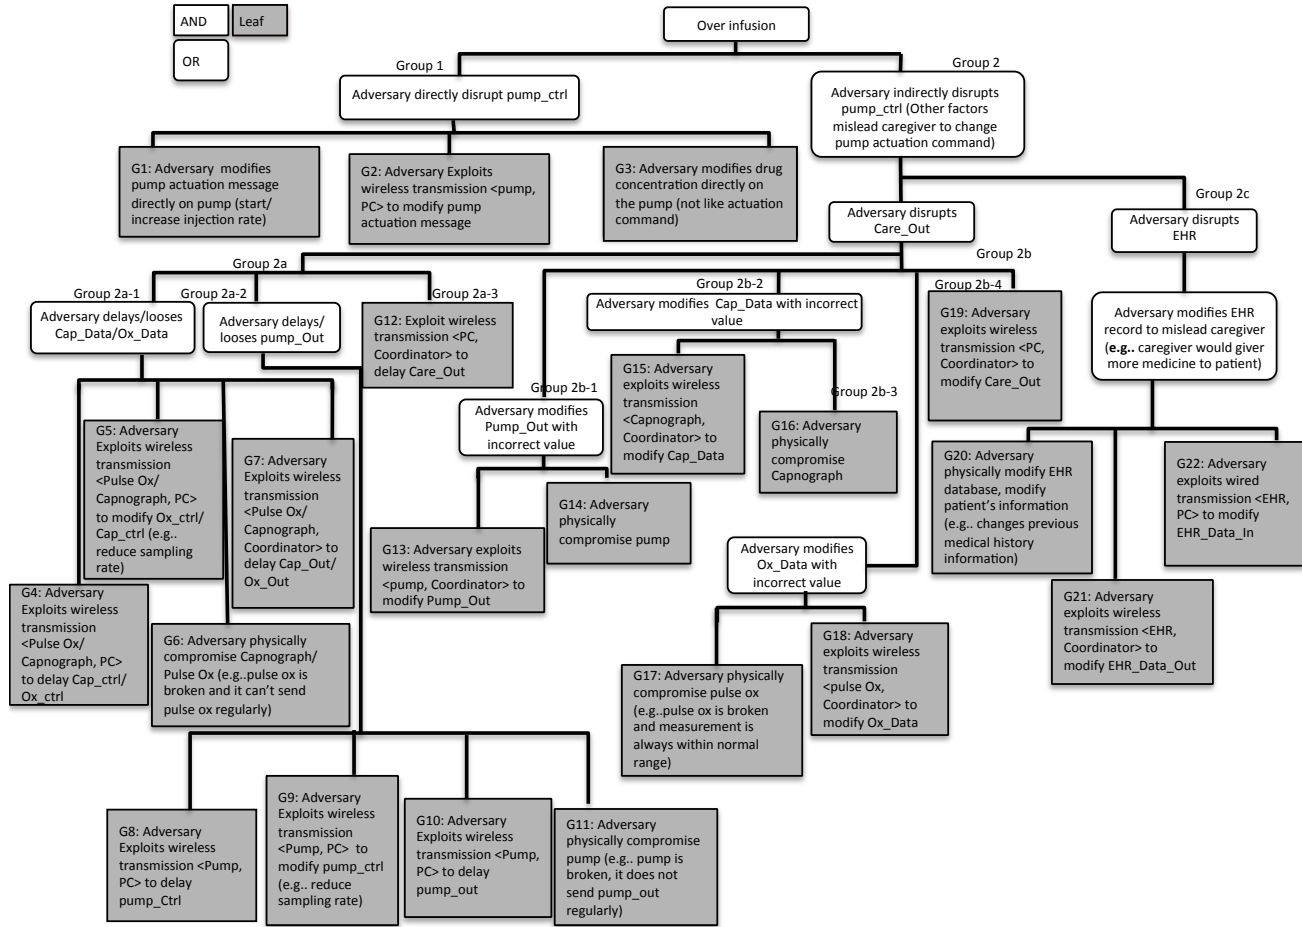 AND
Leaf
OR
Over infusion
Group 1
Adversary directly disrupt pump_ctrl
Group 2
Adversary indirectly disrupts
pump_ctrl (Other factors
mislead caregiver to change
pump actuation command)
G1: Adversary modifies
pump actuation message
directly on pump (start/
increase injection rate)
G2: Adversary Exploits
wireless transmission <pump,
PC> to modify pump
actuation message
G3: Adversary modifies drug
concentration directly on
the pump (not like actuation
command)
Adversary disrupts
Care_Out
Group 2c
Adversary disrupts
EHR
Group 2a
Group 2b
Group 2a-1
Adversary delays/looses
Cap_Data/Ox_Data
Group 2a-2
Adversary delays/
looses pump_Out
Group 2a-3
G12: Exploit wireless
transmission <PC,
Coordinator> to
delay Care_Out
Group 2b-2
Adversary modifies Cap_Data with incorrect
value
Group 2b-4
G19: Adversary
exploits wireless
transmission <PC,
Coordinator> to
modify Care_Out
Adversary modifies EHR
record to mislead caregiver
(e.g.. caregiver would giver
more medicine to patient)
Group 2b-1
Adversary modifies
Pump_Out with
incorrect value
G15: Adversary
exploits wireless
transmission
<Capnograph,
Coordinator> to
modify Cap_Data
Group 2b-3
G16: Adversary
physically
compromise
Capnograph
G5: Adversary
Exploits wireless
transmission
<Pulse Ox/
Capnograph, PC>
to modify Ox_ctrl/
Cap_ctrl (e.g..
reduce sampling
rate)
G7: Adversary
Exploits wireless
transmission
<Pulse Ox/
Capnograph,
Coordinator> to
delay Cap_Out/
Ox_Out
G14: Adversary
physically
compromise pump
G13: Adversary exploits
wireless transmission
<pump, Coordinator> to
modify Pump_Out
G20: Adversary
physically modify EHR
database, modify
patient's information
(e.g.. changes previous
medical history
information)
G22: Adversary
exploits wired
transmission <EHR,
PC> to modify
EHR_Data_In
Adversary modifies
Ox_Data with
incorrect value
G4: Adversary
Exploits wireless
transmission
<Pulse Ox/
Capnograph, PC>
to delay Cap_ctrl/
Ox_ctrl
G6: Adversary physically
compromise Capnograph/
Pulse Ox (e.g..pulse ox is
broken and it can't send
pulse ox regularly)
G21: Adversary
exploits wireless
transmission <EHR,
Coordinator> to
modify EHR_Data_Out
G17: Adversary physically
compromise pulse ox
(e.g..pulse ox is broken
and measurement is
always within normal
range)
G18: Adversary
exploits wireless
transmission
<pulse Ox,
Coordinator> to
modify Ox_Data
G8: Adversary
Exploits wireless
transmission <Pump,
PC> to delay
pump_Ctrl
G9: Adversary
Exploits wireless
transmission
<Pump, PC> to
modify pump_ctrl
(e.g.. reduce
sampling rate)
G10: Adversary
Exploits wireless
transmission <Pump,
PC> to delay
pump_out
G11: Adversary
physically compromise
pump (e.g.. pump is
broken, it does not
send pump_out
regularly)